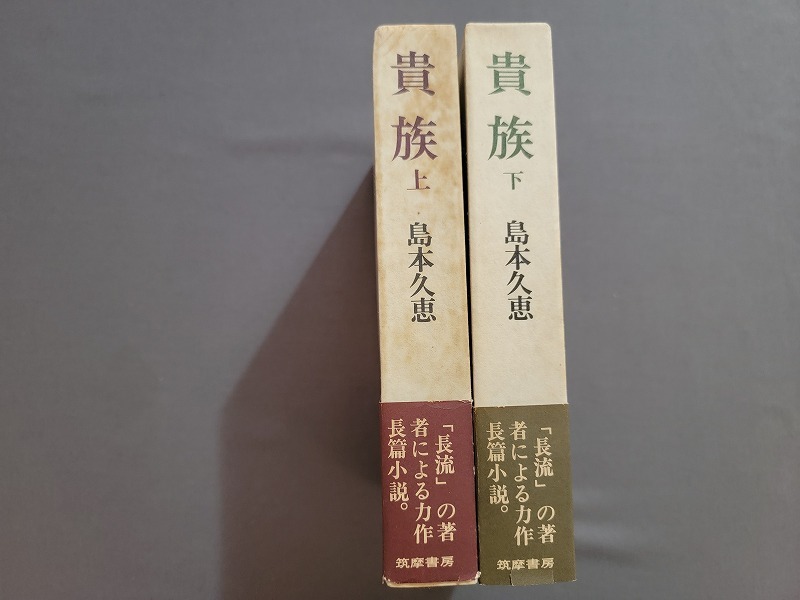 貴族
上
島本久恵
「長流」の著
者による力作
長篇小説。
筑摩書房
貴族
下
島本久恵
「長流」の著
者による力作
長篇小説。
筑摩書房